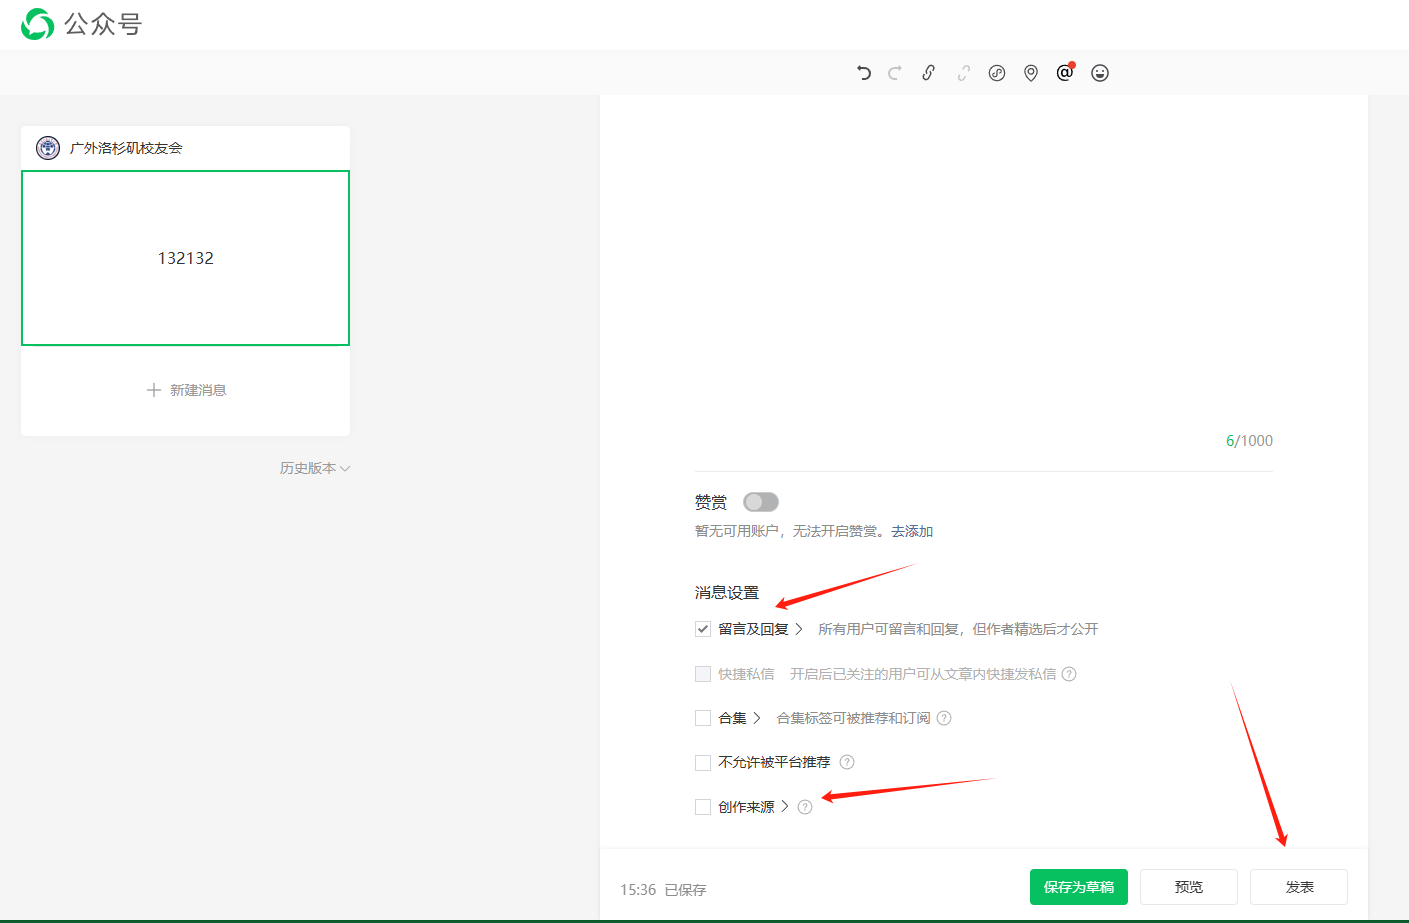 公众号
广外洛杉矶校友会
132132
新建消息
历史版本
6/1000
赞赏
暂无可用账户，无法开启赞赏。去添加
消息设置
留言及回复 所有用户可留言和回复，但作者精选后才公开
快捷私信 开启后已关注的用户可从文章内快捷发私信
合集 合集标签可被推荐和订阅
不允许被平台推荐
创作来源
15:36 已保存
保存为草稿 预览 发表